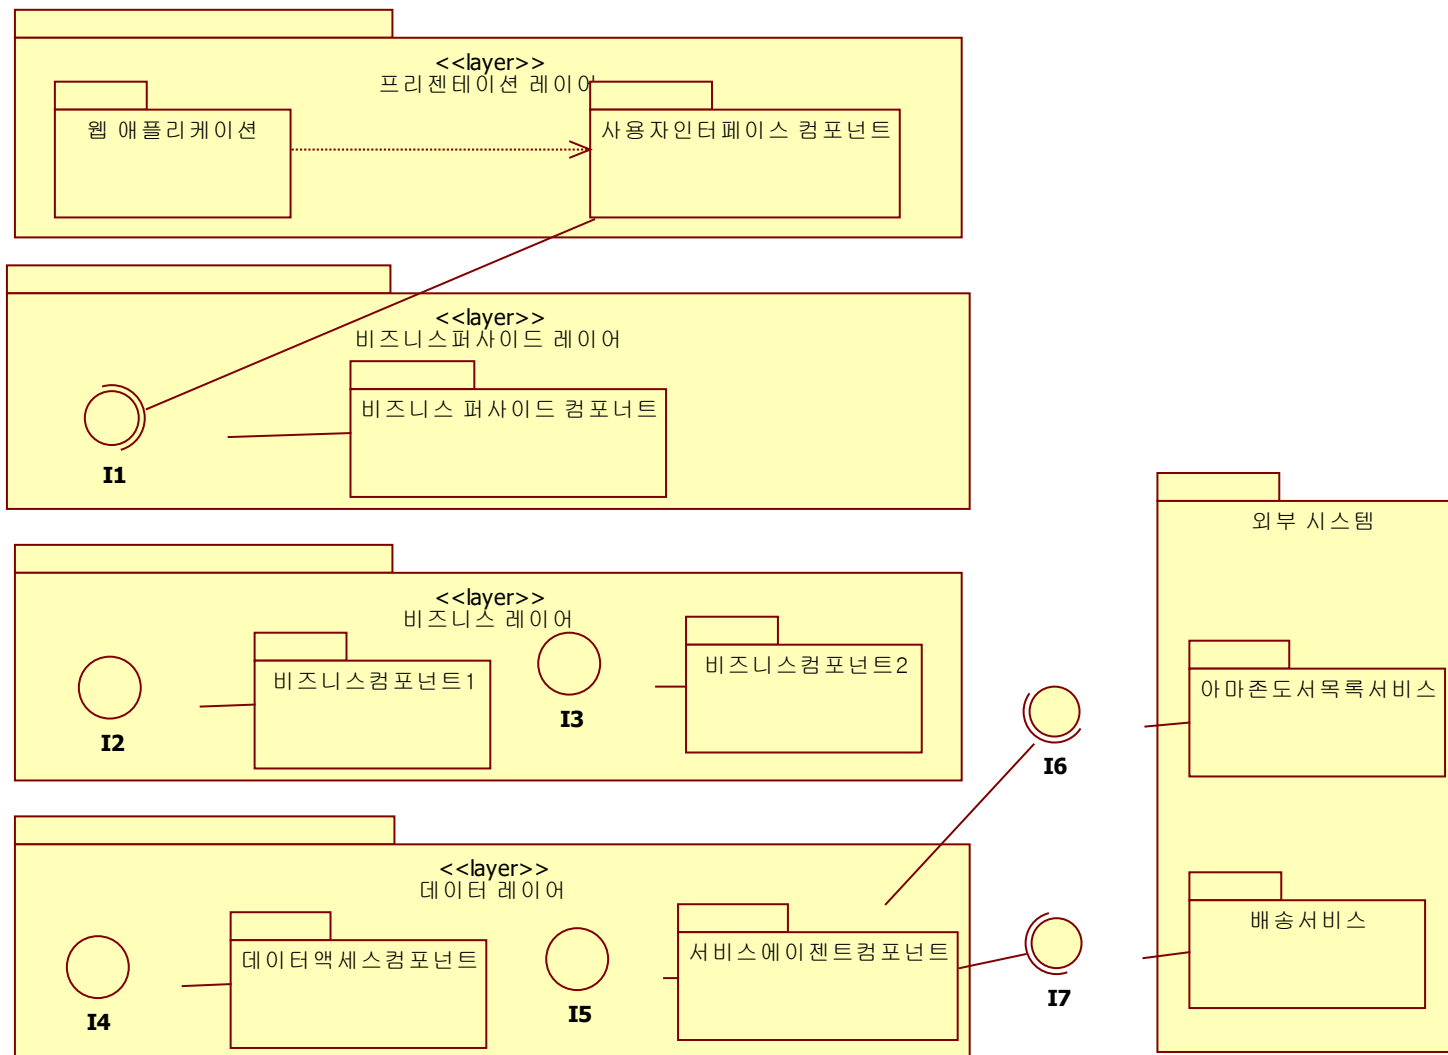 <<layer>>
프리젠테이션 레이어
웹 애플리케이션
사용자인터페이스 컴포넌트
<<layer>>
비즈니스퍼사이드 레이어
비즈니스 퍼사이드 컴포너트
I1
외부 시스템
<<layer>>
비즈니스 레이어
비즈니스컴포넌트1
비즈니스컴포넌트2
I2
I3
아마존도서목록서비스
I6
<<layer>>
데이터 레이어
데이터액세스컴포넌트
서비스에이젠트컴포넌트
배송서비스
I4
I5
I7